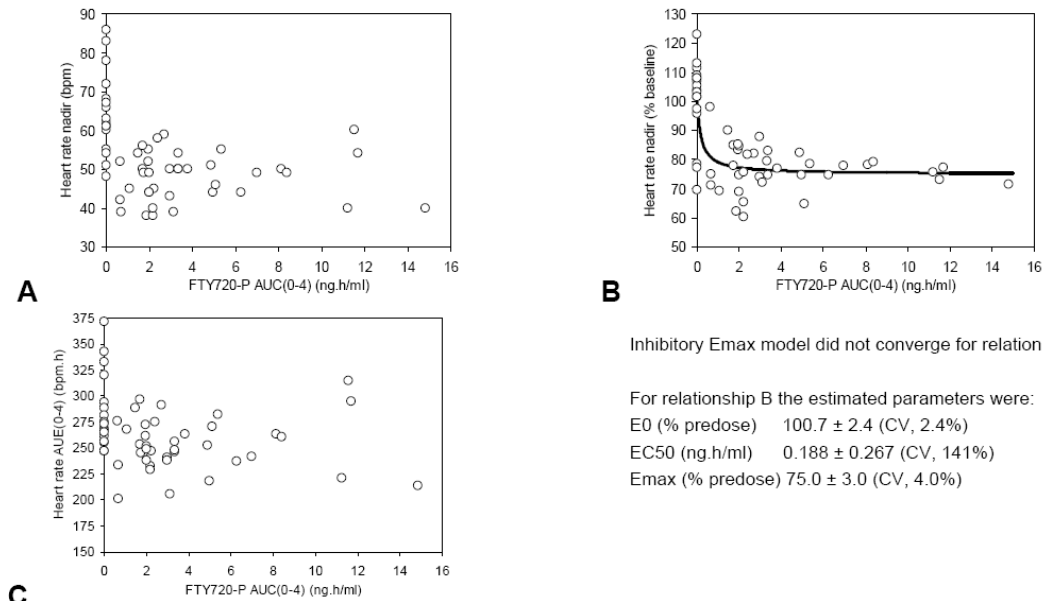 90
80
70
60
50
40
30
Heart rate nadir (bpm)
0 2 4 6 8 10 12 14 16
FTY720-P AUC(0-4) (ng.h/ml)
A
130
120
110
100
90
80
70
60
50
Heart rate nadir (% baseline)
0 2 4 6 8 10 12 14 16
FTY720-P AUC(0-4) (ng.h/ml)
B
375
350
325
300
275
250
225
200
175
150
Heart rate AUE(0-4) (bpm.h)
0 2 4 6 8 10 12 14 16
FTY720-P AUC(0-4) (ng.h/ml)
C
Inhibitory Emax model did not converge for relation
For relationship B the estimated parameters were:
E0 (% predose) 100.7 ± 2.4 (CV, 2.4%)
EC50 (ng.h/ml) 0.188 ± 0.267 (CV, 141%)
Emax (% predose) 75.0 ± 3.0 (CV, 4.0%)